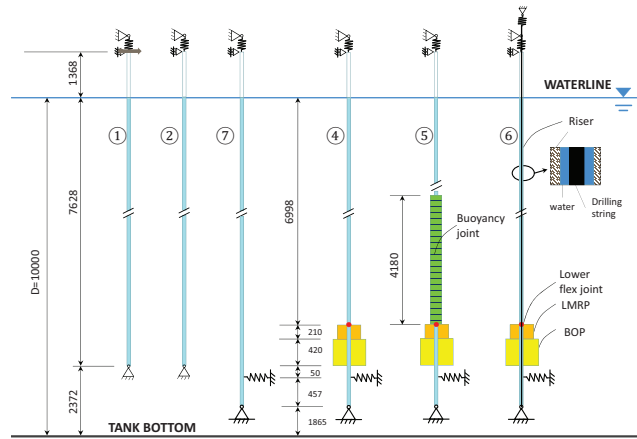 WATERLINE
1368
① ② ⑦ ④ ⑤ ⑥
Riser
water
Drilling
string
7628
6998
D=10000
Buoyancy
joint
4180
Lower
flex joint
LMRP
BOP
210
420
50
457
1865
2372
TANK BOTTOM